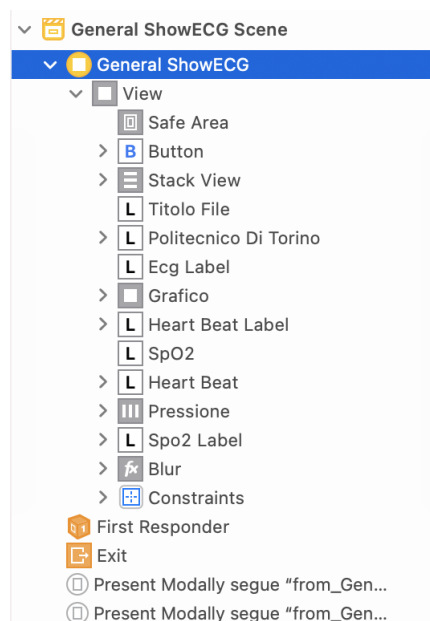 General ShowECG Scene
General ShowECG
View
Safe Area
B Button
Stack View
L Titolo File
L Politecnico Di Torino
L Ecg Label
Grafico
L Heart Beat Label
L SpO2
L Heart Beat
Pressione
L Spo2 Label
fx Blur
Constraints
First Responder
Exit
Present Modally segue “from_Gen...
Present Modally segue “from_Gen...